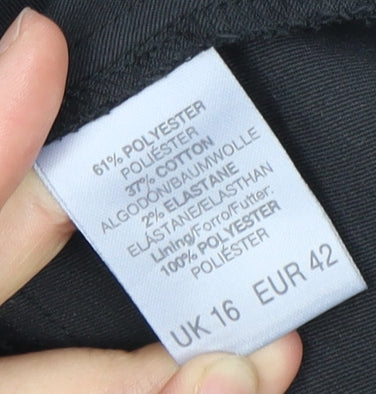 61% POLYESTER
POLIÉSTER
37% COTTON
ALGODÓN/BAUMWOLLE
2% ELASTANE
ELÁSTANE/ELASTHAN
Lining/Forro/Futter:
100% POLYESTER
POLIÉSTER
UK 16 EUR 42